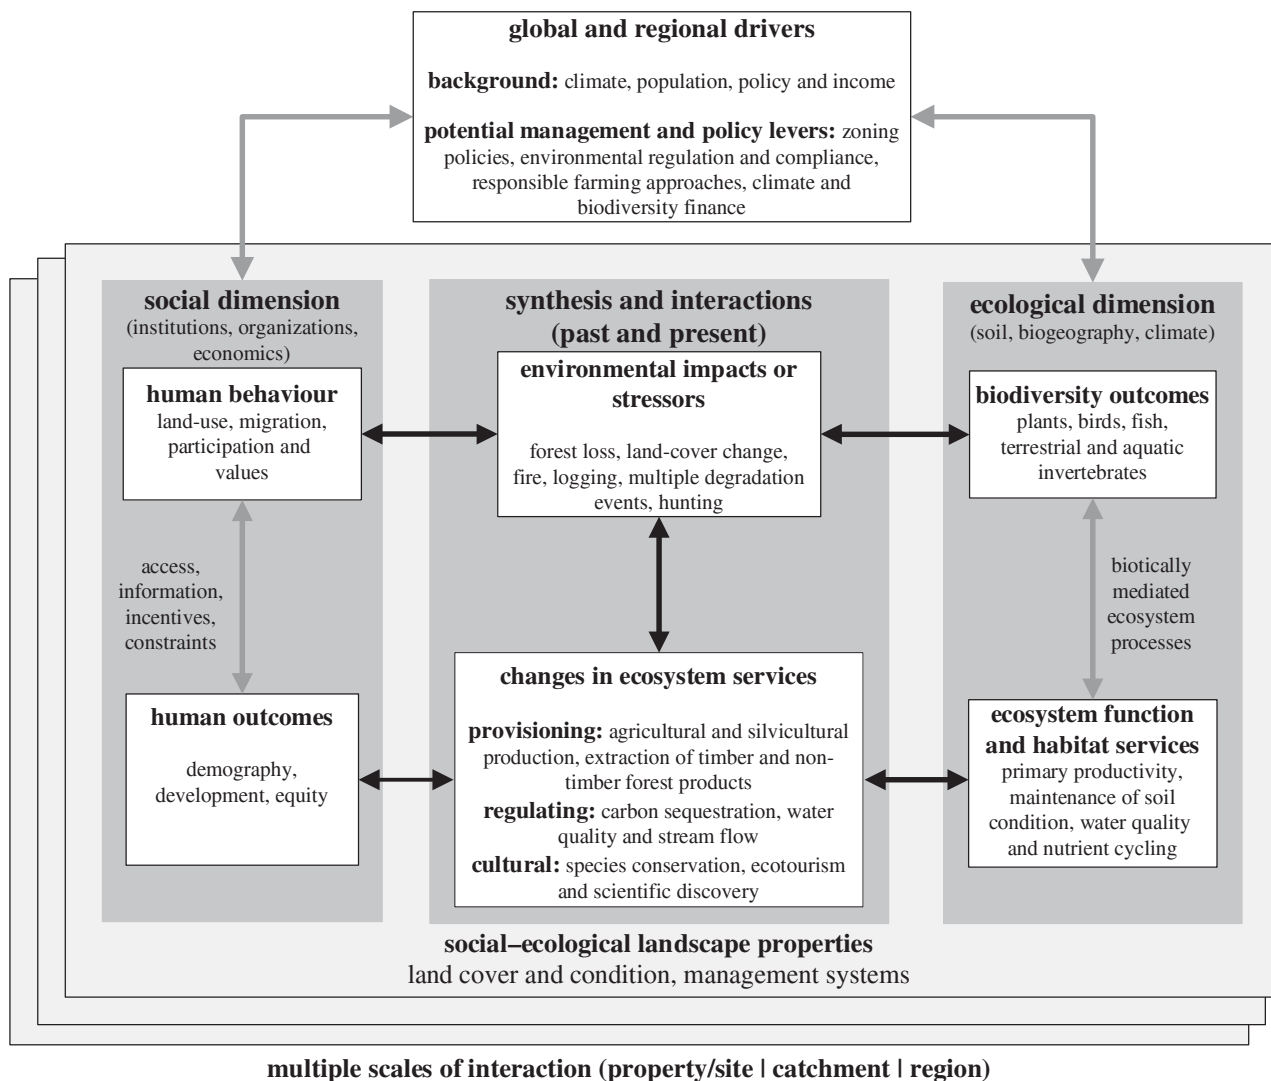 global and regional drivers
background: climate, population, policy and income
potential management and policy levers: zoning
policies, environmental regulation and compliance,
responsible farming approaches, climate and
biodiversity finance
social dimension
(institutions, organizations,
economics)
human behaviour
land-use, migration,
participation and
values
access,
information,
incentives,
constraints
human outcomes
demography,
development, equity
synthesis and interactions
(past and present)
environmental impacts or
stressors
forest loss, land-cover change,
fire, logging, multiple degradation
events, hunting
changes in ecosystem services
provisioning: agricultural and silvicultural
production, extraction of timber and non-
timber forest products
regulating: carbon sequestration, water
quality and stream flow
cultural: species conservation, ecotourism
and scientific discovery
ecological dimension
(soil, biogeography, climate)
biodiversity outcomes
plants, birds, fish,
terrestrial and aquatic
invertebrates
biotically
mediated
ecosystem
processes
ecosystem function
and habitat services
primary productivity,
maintenance of soil
condition, water quality
and nutrient cycling
social–ecological landscape properties
land cover and condition, management systems
multiple scales of interaction (property/site | catchment | region)